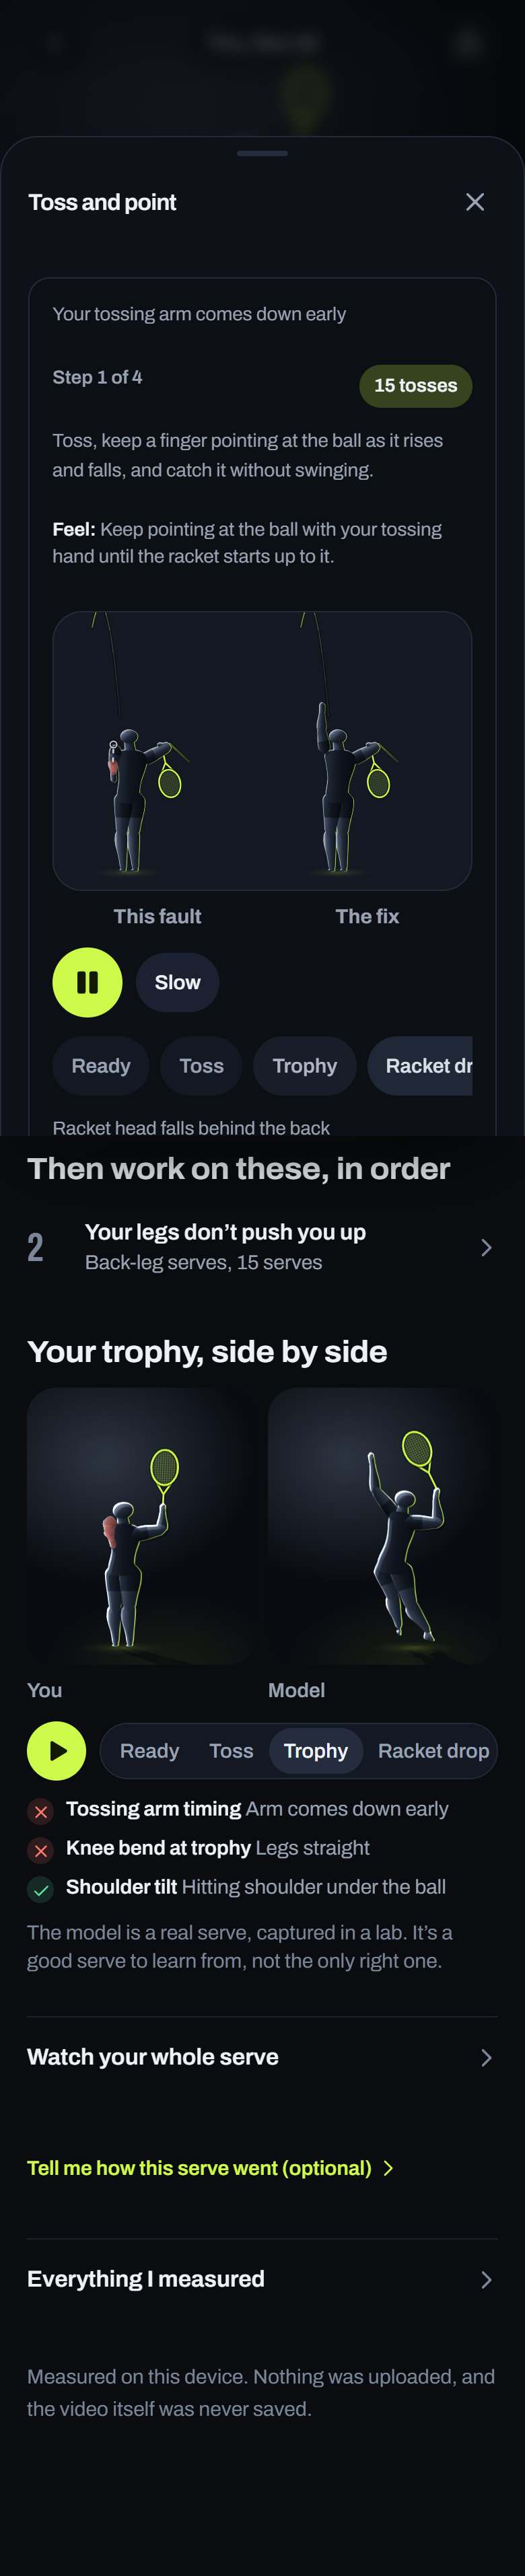 Toss and point
Your tossing arm comes down early
Step 1 of 4
15 tosses
Toss, keep a finger pointing at the ball as it rises
and falls, and catch it without swinging.
Feel: Keep pointing at the ball with your tossing
hand until the racket starts up to it.
This fault
The fix
Slow
Ready
Toss
Trophy
Racket dr
Racket head falls behind the back
Then work on these, in order
2
Your legs don’t push you up
Back-leg serves, 15 serves
Your trophy, side by side
You
Model
Ready
Toss
Trophy
Racket drop
Tossing arm timing Arm comes down early
Knee bend at trophy Legs straight
Shoulder tilt Hitting shoulder under the ball
The model is a real serve, captured in a lab. It’s a
good serve to learn from, not the only right one.
Watch your whole serve
Tell me how this serve went (optional)
Everything I measured
Measured on this device. Nothing was uploaded, and
the video itself was never saved.